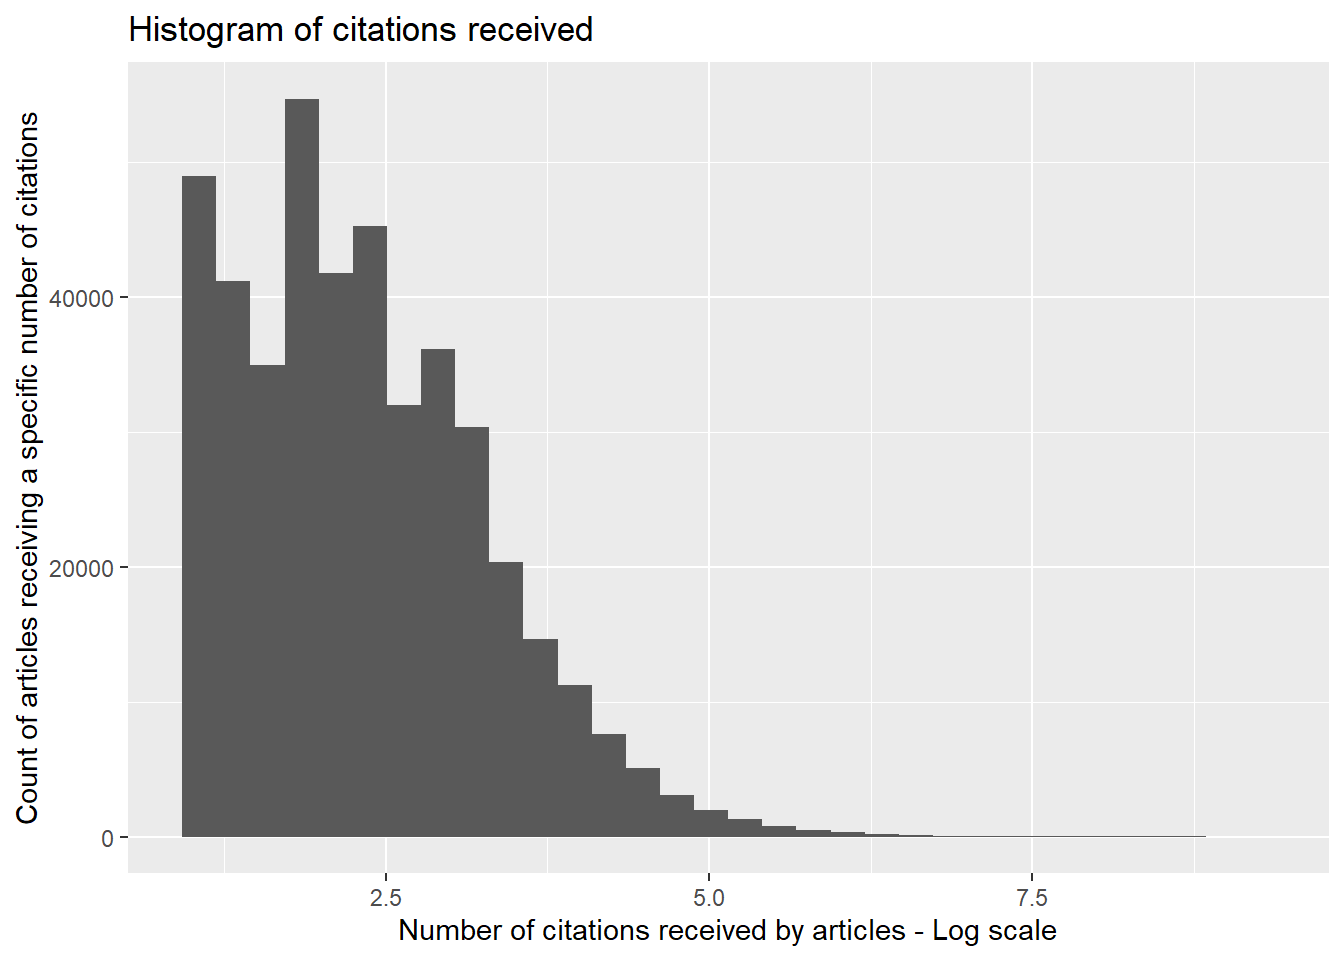 Histogram of citations received
Count of articles receiving a specific number of citations
40000
20000
0
2.5
5.0
7.5
Number of citations received by articles - Log scale